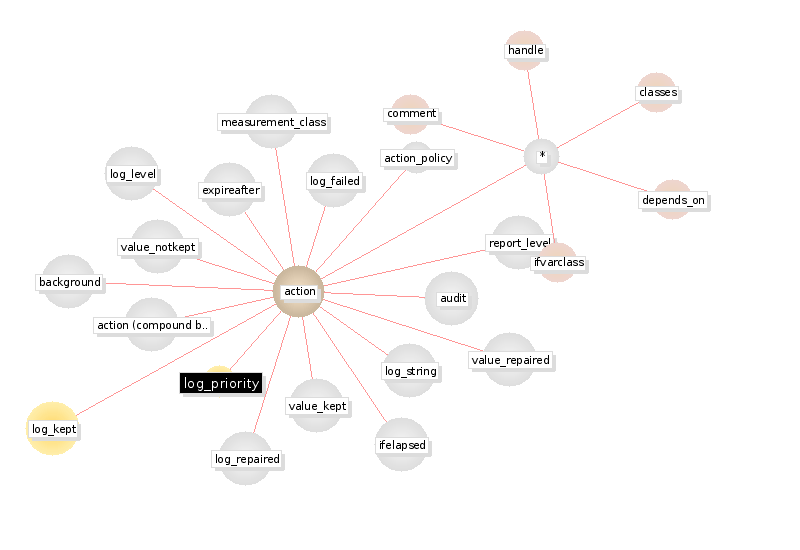 handle
classes
comment
measurement_class
action_policy
*
log_level
expireafter
log_failed
depends_on
value_notkept
report_level
ifvarclass
background
action
audit
action (compound b..
value_repaired
log_string
log_priority
value_kept
log_kept
ifelapsed
log_repaired